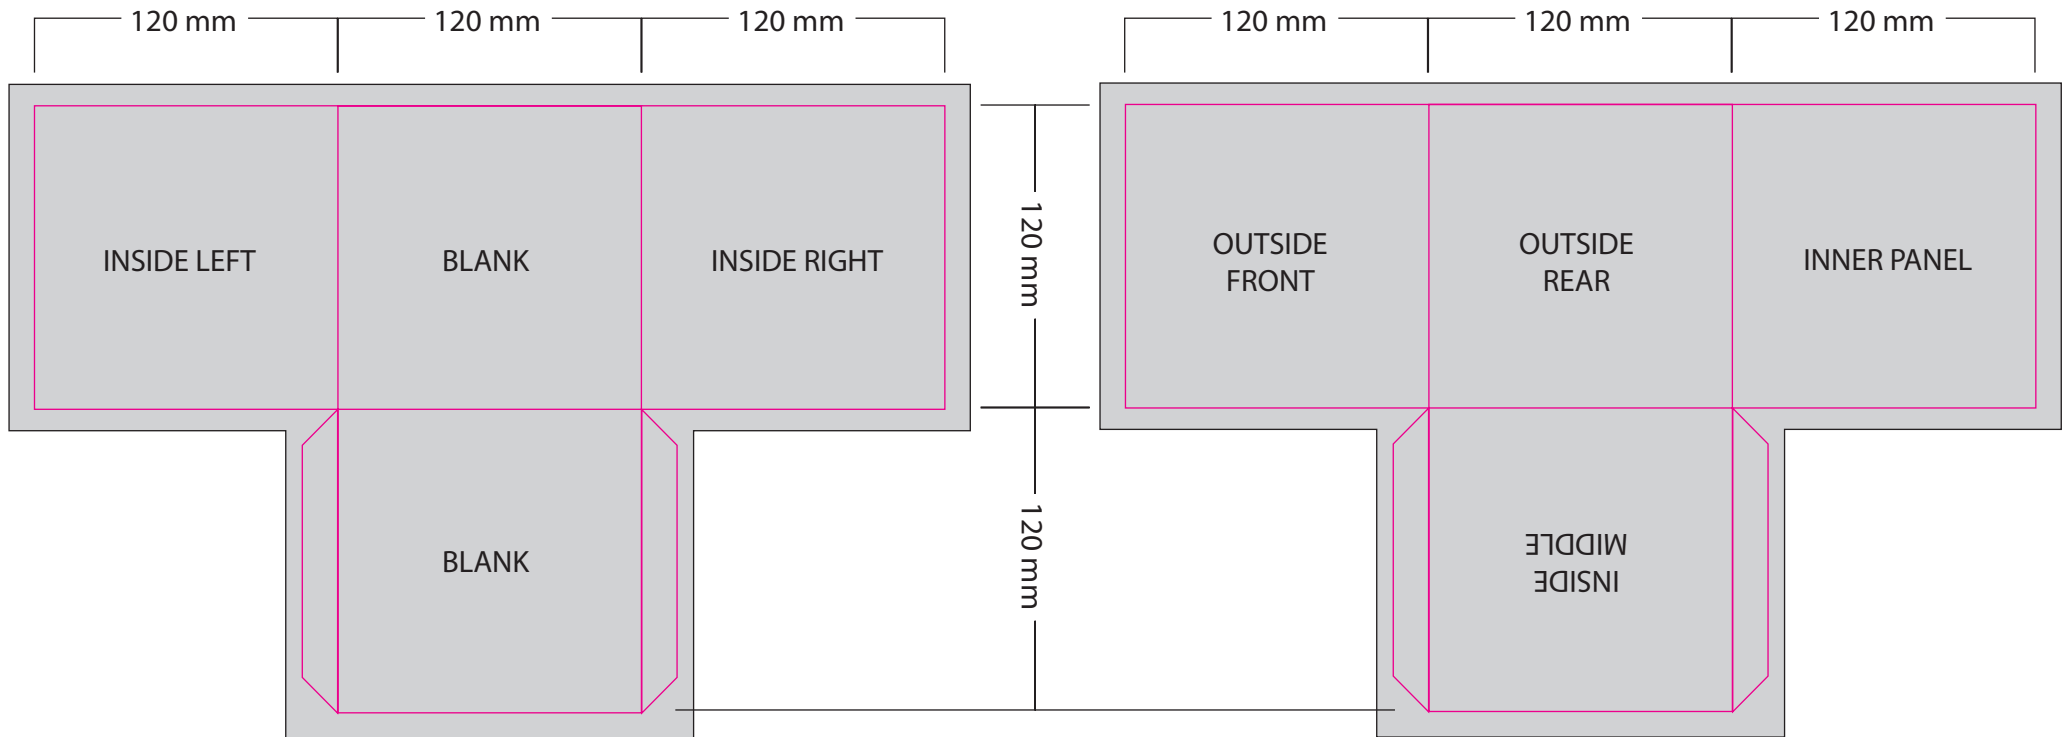 120 mm
120 mm
120 mm
120 mm
120 mm
120 mm
INSIDE LEFT
BLANK
INSIDE RIGHT
120 mm
OUTSIDE
FRONT
OUTSIDE
REAR
INNER PANEL
BLANK
120 mm
INSIDE
MIDDLE